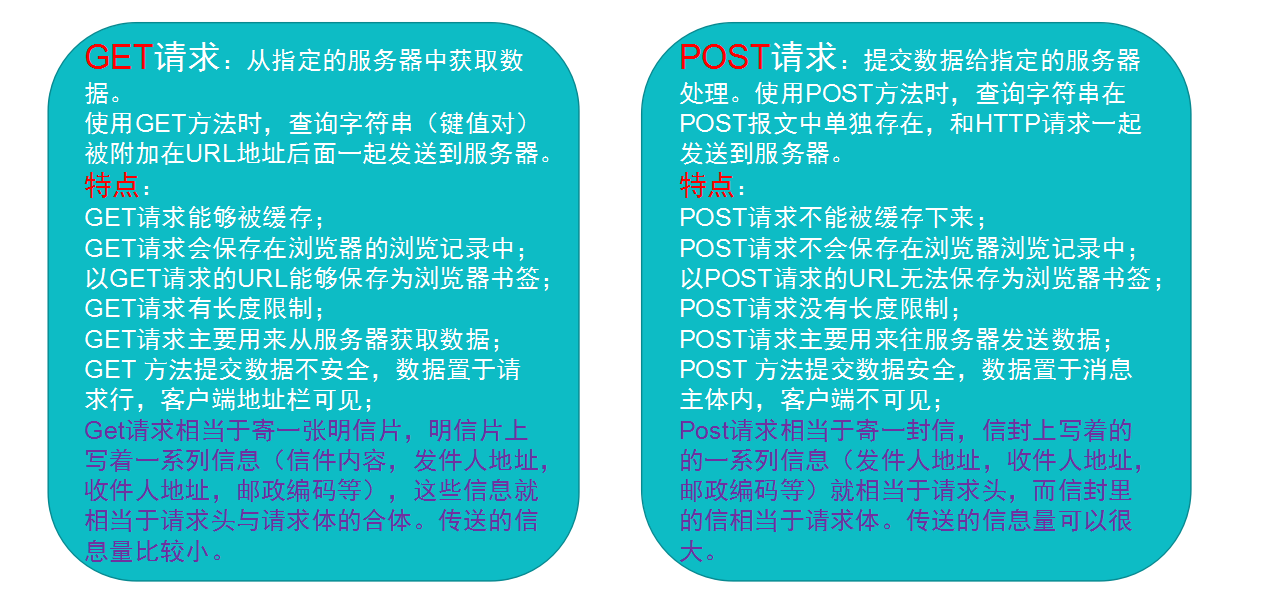 GET请求：从指定的服务器中获取数
据。
使用GET方法时，查询字符串（键值对）
被附加在URL地址后面一起发送到服务器。
特点：
GET请求能够被缓存；
GET请求会保存在浏览器的浏览记录中；
以GET请求的URL能够保存为浏览器书签；
GET请求有长度限制；
GET请求主要用来从服务器获取数据；
GET 方法提交数据不安全，数据置于请
求行，客户端地址栏可见；
Get请求相当于寄一张明信片，明信片上
写着一系列信息（信件内容，发件人地址，
收件人地址，邮政编码等），这些信息就
相当于请求头与请求体的合体。传送的信
息量比较小。
POST请求：提交数据给指定的服务器
处理。使用POST方法时，查询字符串在
POST报文中单独存在，和HTTP请求一起
发送到服务器。
特点：
POST请求不能被缓存下来；
POST请求不会保存在浏览器浏览记录中；
以POST请求的URL无法保存为浏览器书签；
POST请求没有长度限制；
POST请求主要用来往服务器发送数据；
POST 方法提交数据安全，数据置于消息
主体内，客户端不可见；
Post请求相当于寄一封信，信封上写着的
的一系列信息（发件人地址，收件人地址，
邮政编码等）就相当于请求头，而信封里
的信相当于请求体。传送的信息量可以很
大。